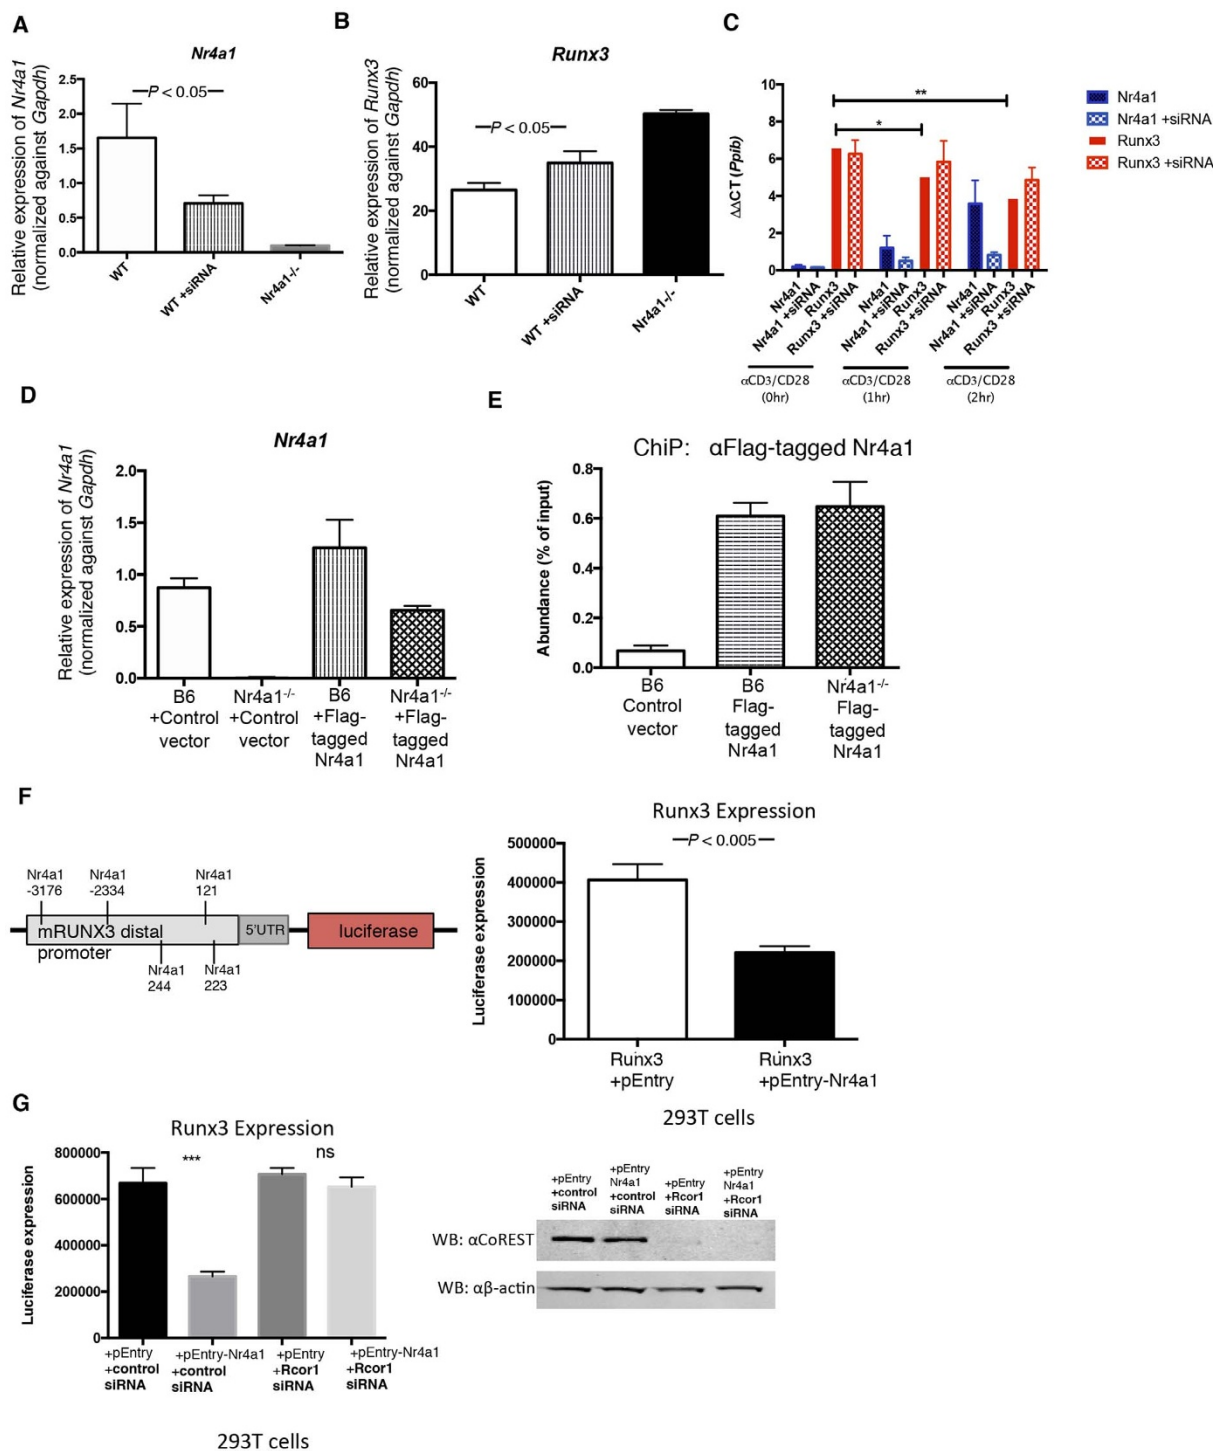 A
Nr4a1
Relative expression of Nr4a1
(normalized against Gapdh)
2.5
2.0
1.5
1.0
0.5
0.0
P < 0.05
WT
WT +siRNA
Nr4a1-/-
B
Runx3
Relative expression of Runx3
(normalized against Gapdh)
60
40
20
0
P < 0.05
WT
WT +siRNA
Nr4a1-/-
C
ΔΔCT (Ppib)
10
8
6
4
2
0
**
*
Nr4a1
Nr4a1 +siRNA
Runx3
Runx3 +siRNA
Nr4a1
Nr4a1 +siRNA
Runx3
Runx3 +siRNA
Nr4a1
Nr4a1 +siRNA
Runx3
Runx3 +siRNA
Nr4a1
Nr4a1 +siRNA
Runx3
Runx3 +siRNA
αCD3/CD28
(0hr)
αCD3/CD28
(1hr)
αCD3/CD28
(2hr)
D
Nr4a1
Relative expression of Nr4a1
(normalized against Gapdh)
2.0
1.5
1.0
0.5
0.0
B6
+Control
vector
Nr4a1-/-
+Control
vector
B6
+Flag-
tagged
Nr4a1
Nr4a1-/-
+Flag-
tagged
Nr4a1
E
ChiP: αFlag-tagged Nr4a1
Abundance (% of input)
0.8
0.6
0.4
0.2
0.0
B6
Control
vector
B6
Flag-
tagged
Nr4a1
Nr4a1-/-
Flag-
tagged
Nr4a1
F
Nr4a1
-3176
Nr4a1
-2334
Nr4a1
121
mRUNX3 distal
promoter
5'UTR
luciferase
Nr4a1
244
Nr4a1
223
Runx3 Expression
P < 0.005
Luciferase expression
500000
400000
300000
200000
100000
0
Runx3
+pEntry
Runx3
+pEntry-Nr4a1
293T cells
G
Runx3 Expression
Luciferase expression
800000
600000
400000
200000
0
***
ns
+pEntry
+control
siRNA
+pEntry-Nr4a1
+control
siRNA
+pEntry
+Rcor1
siRNA
+pEntry-Nr4a1
+Rcor1
siRNA
293T cells
+pEntry
+control
siRNA
+pEntry
Nr4a1
+control
siRNA
+pEntry
+Rcor1
siRNA
+pEntry
Nr4a1
+Rcor1
siRNA
WB: αCoREST
WB: αβ-actin